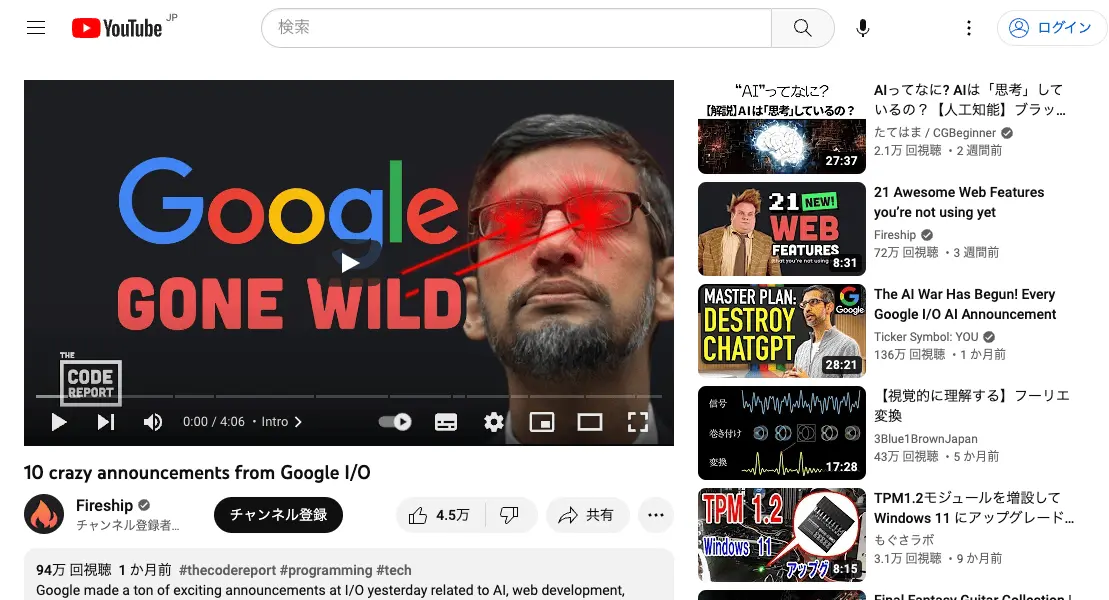 YouTube JP
検索
ログイン
Google
GONE WILD
THE
CODE
REPORT
0:00 / 4:06 • Intro
10 crazy announcements from Google I/O
Fireship
チャンネル登録者...
チャンネル登録
4.5万
共有
94万 回視聴 1 か月前 #thecodereport #programming #tech
Google made a ton of exciting announcements at I/O yesterday related to AI, web development,
“AI”ってなに?
【解説】AIは「思考」しているの?
27:37
AIってなに? AIは「思考」して
いるの?【人工知能】ブラッ...
たてはま / CGBeginner
2.1万 回視聴 ・2 週間前
21 NEW!
WEB
FEATURES
that you're not using yet
8:31
21 Awesome Web Features
you’re not using yet
Fireship
72万 回視聴 ・3 週間前
MASTER PLAN:
DESTROY
CHATGPT
Google
28:21
The AI War Has Begun! Every
Google I/O AI Announcement
Ticker Symbol: YOU
136万 回視聴 ・1 か月前
信号
巻き付け
変換
17:28
【視覚的に理解する】フーリエ
変換
3Blue1BrownJapan
43万 回視聴 ・5 か月前
TPM 1.2
Windows 11
アップグ
8:15
TPM1.2モジュールを増設して
Windows 11 にアップグレード...
もぐさラボ
3.1万 回視聴 ・9 か月前
Final Fantasy Guitar Collection |